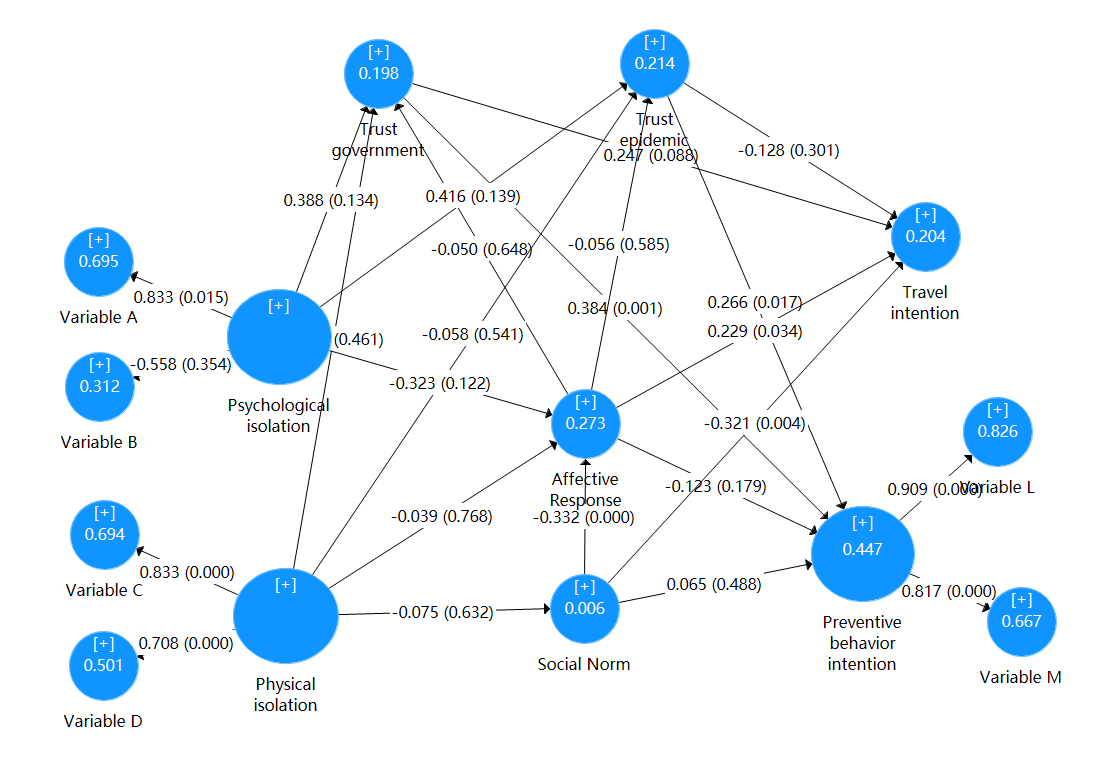 [+]
0.198
Trust
government
[+]
0.214
Trust
epidemic
0.247 (0.088)
-0.128 (0.301)
0.388 (0.134)
0.416 (0.139)
[+]
0.204
Travel
intention
[+]
0.695
Variable A
-0.050 (0.648)
-0.056 (0.585)
0.833 (0.015)
[+]
0.384 (0.001)
0.266 (0.017)
0.229 (0.034)
-0.058 (0.541)
(0.461)
[+]
0.312
Variable B
-0.558 (0.354)
-0.323 (0.122)
Psychological
isolation
[+]
0.273
Affective
Response
-0.321 (0.004)
[+]
0.826
Variable L
-0.123 (0.179)
0.909 (0.000)
-0.039 (0.768)
-0.332 (0.000)
[+]
0.694
Variable C
0.833 (0.000)
[+]
0.447
Preventive
behavior
intention
[+]
Physical
isolation
-0.075 (0.632)
[+]
0.006
Social Norm
0.065 (0.488)
0.817 (0.000)
[+]
0.667
Variable M
0.708 (0.000)
[+]
0.501
Variable D